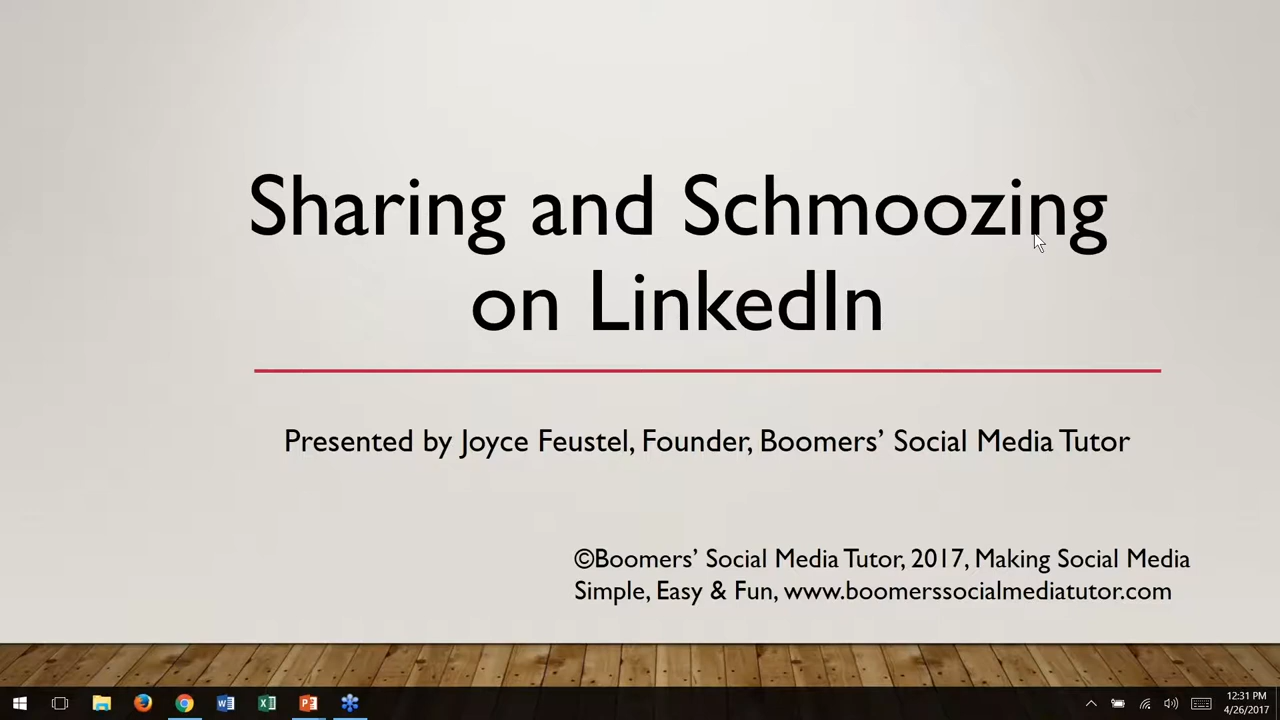 Sharing and Schmoozing
on LinkedIn
Presented by Joyce Feustel, Founder, Boomers’ Social Media Tutor
©Boomers’ Social Media Tutor, 2017, Making Social Media
Simple, Easy & Fun, www.boomerssocialmediatutor.com
12:31 PM
4/26/2017